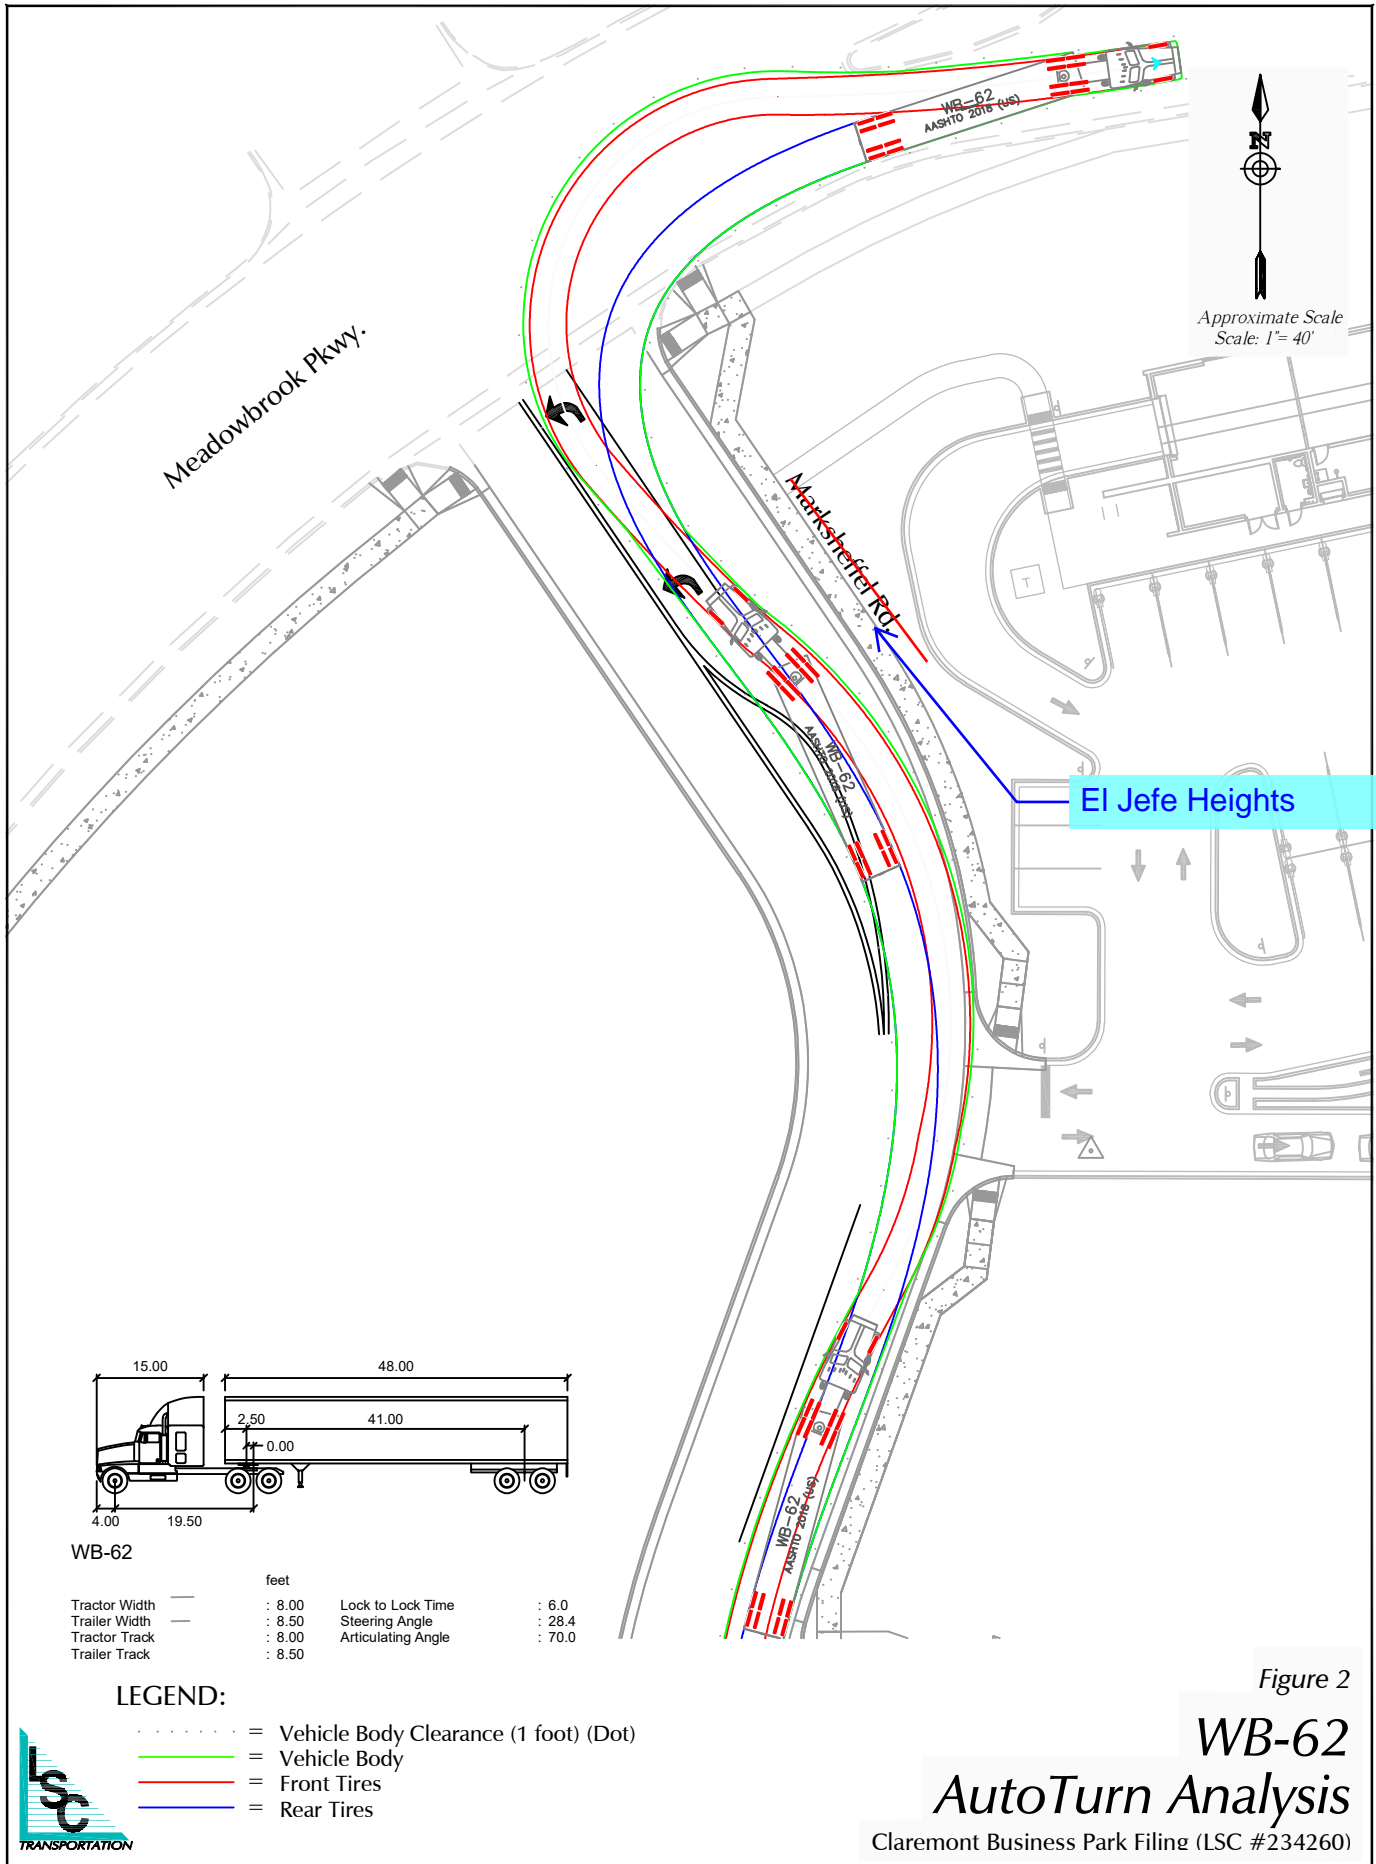 WB-62
AASHTO 2018 (US)
N
Approximate Scale
Scale: 1"= 40'
Meadowbrook Pkwy.
Marksheffel Rd.
T
WB-62
AASHTO 2018 (US)
El Jefe Heights
15.00
48.00
2.50
41.00
0.00
4.00
19.50
WB-62
AASHTO 2018 (US)
WB-62
feet
Tractor Width : 8.00 Lock to Lock Time : 6.0
Trailer Width : 8.50 Steering Angle : 28.4
Tractor Track : 8.00 Articulating Angle : 70.0
Trailer Track : 8.50
LEGEND:
= Vehicle Body Clearance (1 foot) (Dot)
= Vehicle Body
= Front Tires
= Rear Tires
LSC
TRANSPORTATION
Figure 2
WB-62
AutoTurn Analysis
Claremont Business Park Filing (LSC #234260)